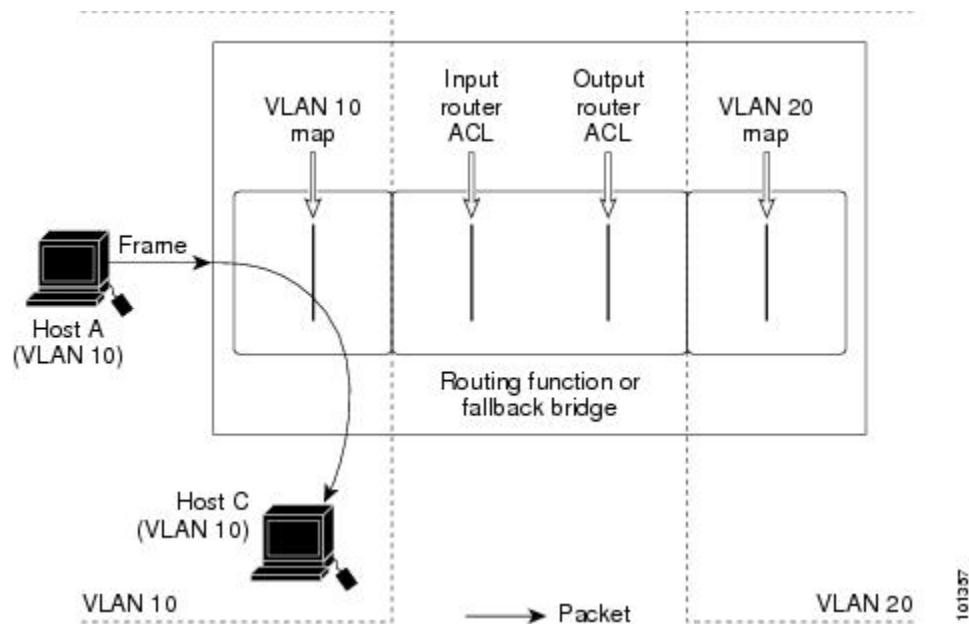 VLAN 10
map
Input
router
ACL
Output
router
ACL
VLAN 20
map
Frame
Host A
(VLAN 10)
Routing function or
fallback bridge
Host C
(VLAN 10)
VLAN 10
Packet
VLAN 20
101357